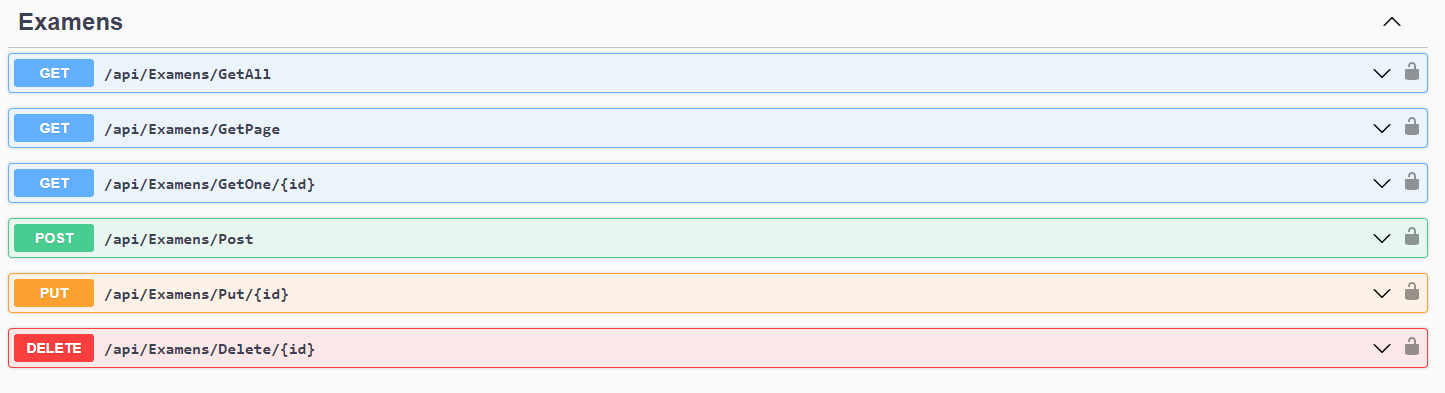 Examens
GET /api/Examens/GetAll
GET /api/Examens/GetPage
GET /api/Examens/GetOne/{id}
POST /api/Examens/Post
PUT /api/Examens/Put/{id}
DELETE /api/Examens/Delete/{id}